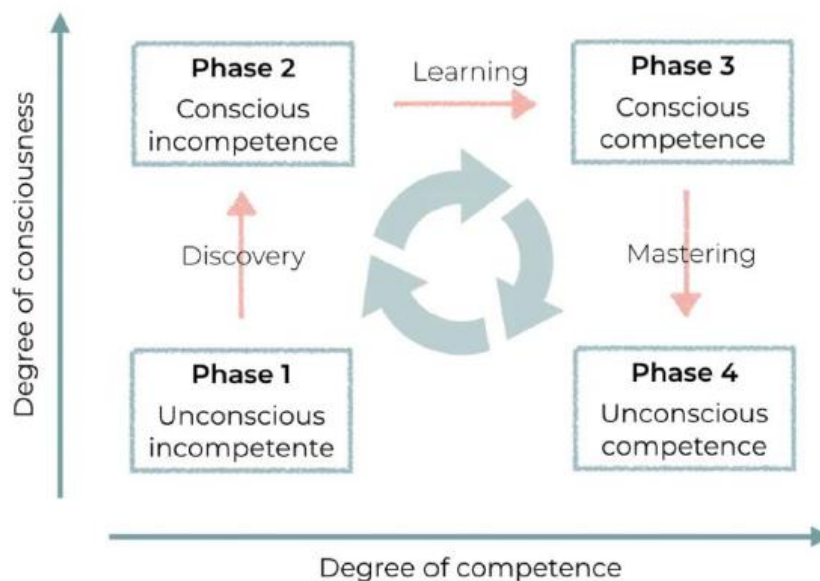 Degree of consciousness
Phase 2
Conscious
incompetence
Learning
Phase 3
Conscious
competence
Discovery
Mastering
Phase 1
Unconscious
incompetente
Phase 4
Unconscious
competence
Degree of competence